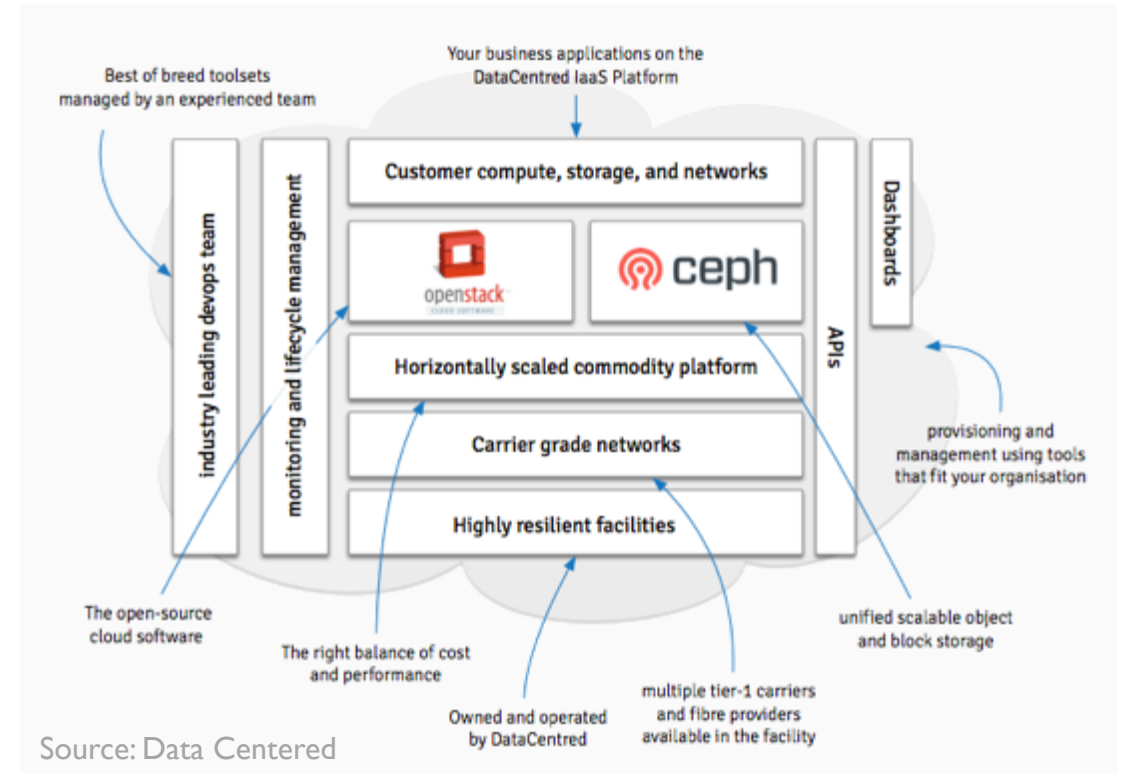 Your business applications on the
DataCentred IaaS Platform
Best of breed toolsets
managed by an experienced team
industry leading devops team
monitoring and lifecycle management
Customer compute, storage, and networks
openstack
CLOUD SOFTWARE
ceph
Horizontally scaled commodity platform
Carrier grade networks
Highly resilient facilities
APIs
Dashboards
provisioning and
management using tools
that fit your organisation
The open-source
cloud software
The right balance of cost
and performance
Owned and operated
by DataCentred
multiple tier-1 carriers
and fibre providers
available in the facility
unified scalable object
and block storage
Source: Data Centered